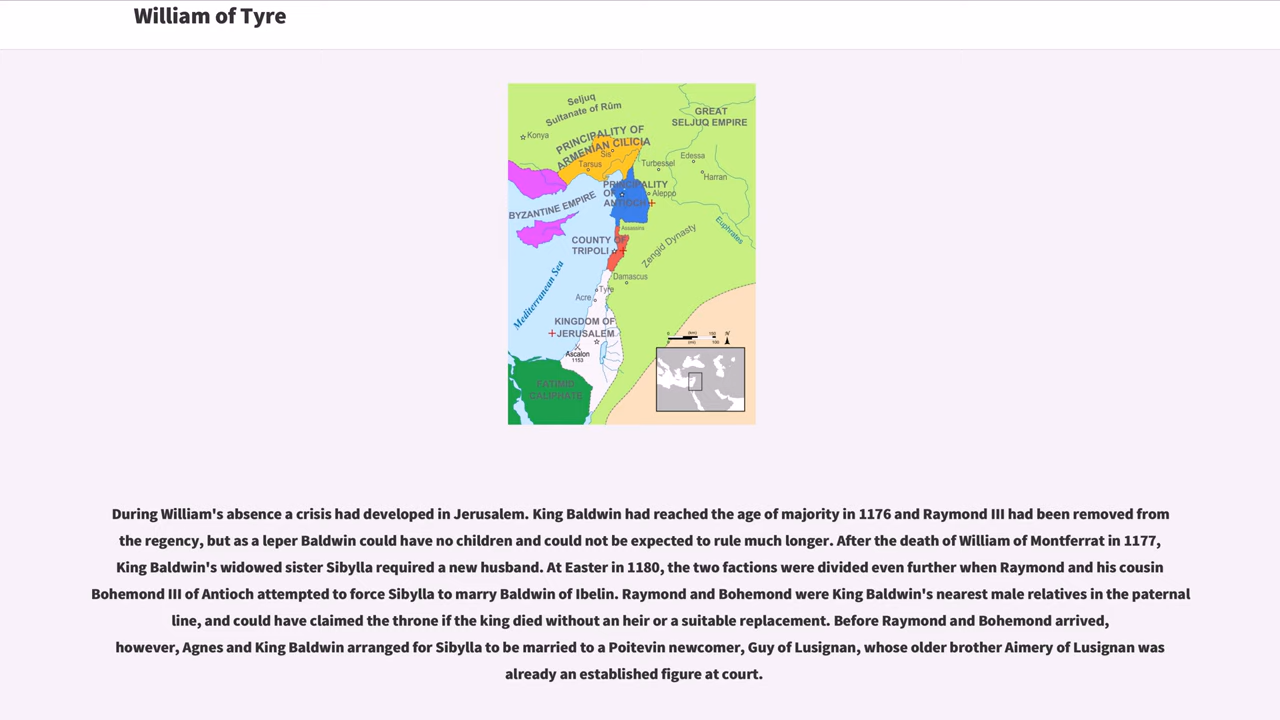 William of Tyre
Seljuq
Sultanate of Rûm
GREAT
SELJUQ EMPIRE
Konya
PRINCIPALITY OF
ARMENIAN CILICIA
Sis
Tarsus
Turbessel
Edessa
Harran
PRINCIPALITY
OF
ANTIOCH
Aleppo
BYZANTINE EMPIRE
Euphrates
Assassins
COUNTY OF
TRIPOLI
Zengid Dynasty
Mediterranean Sea
Damascus
Tyre
Acre
KINGDOM OF
JERUSALEM
Ascalon
1153
FATIMID
CALIPHATE
0 (km) 100
0 (mi) 100
N
During William's absence a crisis had developed in Jerusalem. King Baldwin had reached the age of majority in 1176 and Raymond III had been removed from
the regency, but as a leper Baldwin could have no children and could not be expected to rule much longer. After the death of William of Montferrat in 1177,
King Baldwin's widowed sister Sibylla required a new husband. At Easter in 1180, the two factions were divided even further when Raymond and his cousin
Bohemond III of Antioch attempted to force Sibylla to marry Baldwin of Ibelin. Raymond and Bohemond were King Baldwin's nearest male relatives in the paternal
line, and could have claimed the throne if the king died without an heir or a suitable replacement. Before Raymond and Bohemond arrived,
however, Agnes and King Baldwin arranged for Sibylla to be married to a Poitevin newcomer, Guy of Lusignan, whose older brother Aimery of Lusignan was
already an established figure at court.